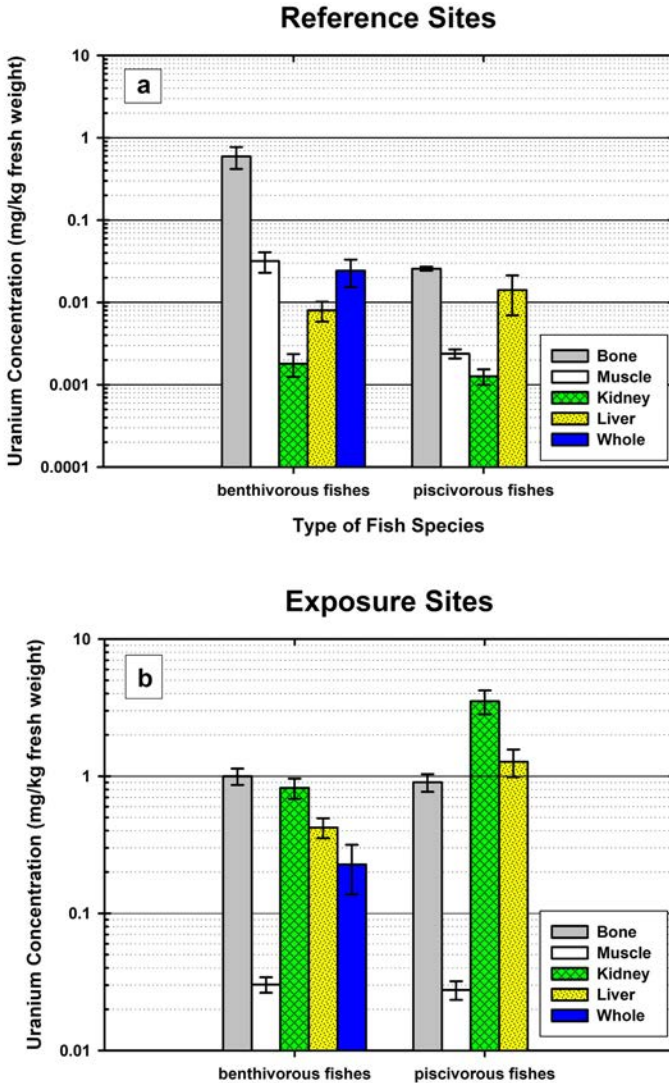 Reference Sites
a
Uranium Concentration (mg/kg fresh weight)
10
1
0.1
0.01
0.001
0.0001
Bone
Muscle
Kidney
Liver
Whole
benthivorous fishes piscivorous fishes
Type of Fish Species
Exposure Sites
b
Uranium Concentration (mg/kg fresh weight)
10
1
0.1
0.01
Bone
Muscle
Kidney
Liver
Whole
benthivorous fishes piscivorous fishes